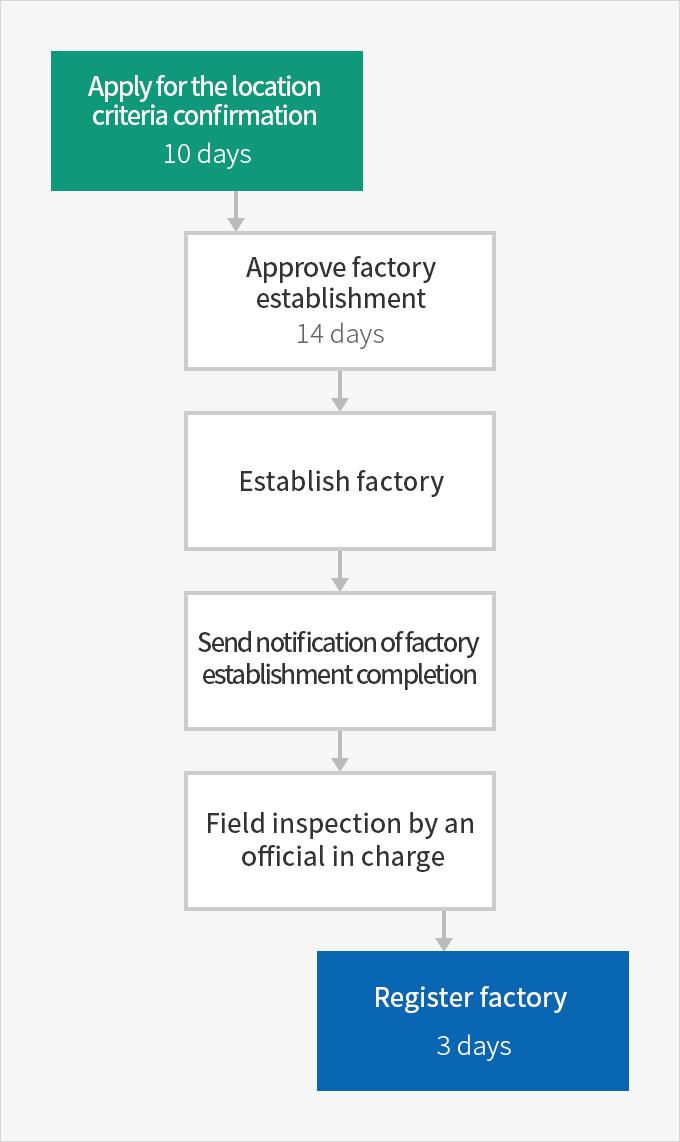 Apply for the location
criteria confirmation
10 days
Approve factory
establishment
14 days
Establish factory
Send notification of factory
establishment completion
Field inspection by an
official in charge
Register factory
3 days